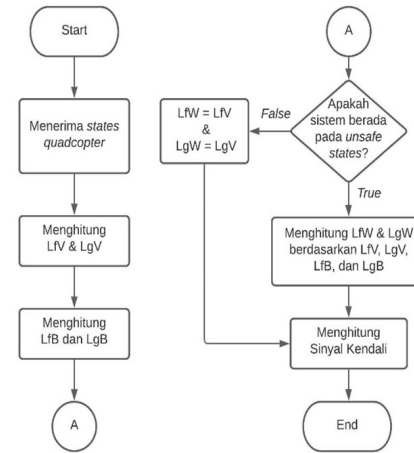 Start
Menerima states
quadcopter
Menghitung
LfV & LgV
Menghitung
LfB dan LgB
A
A
Apakah
sistem berada
pada unsafe
states?
False
LfW = LfV
&
LgW = LgV
True
Menghitung LfW & LgW
berdasarkan LfV, LgV,
LfB, dan LgB
Menghitung
Sinyal Kendali
End